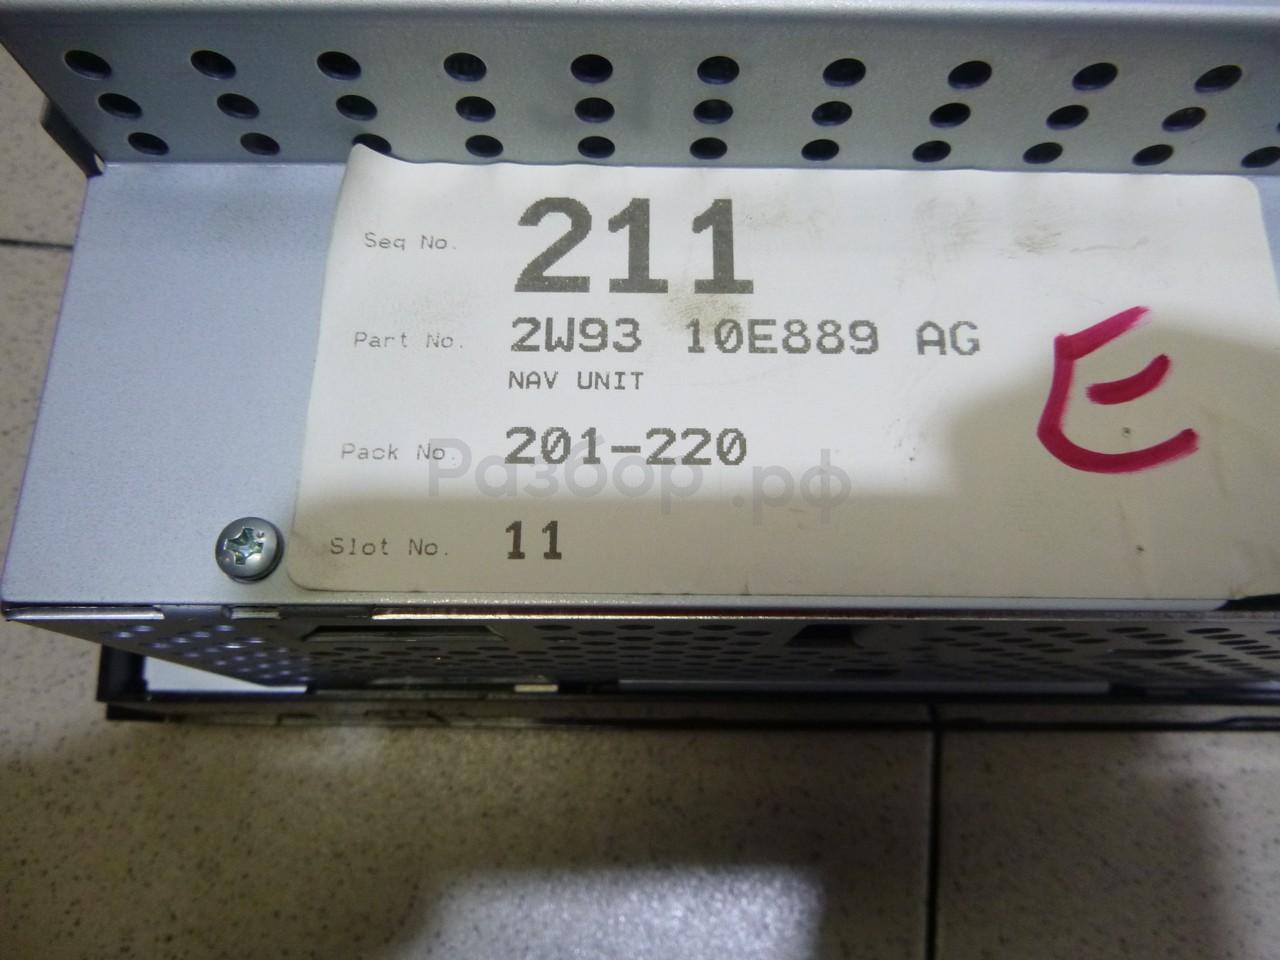 Seq No. 211
Part No. 2W93 10E889 AG
NAV UNIT
E
Pack No. 201-220
Разбор.рф
Slot No. 11